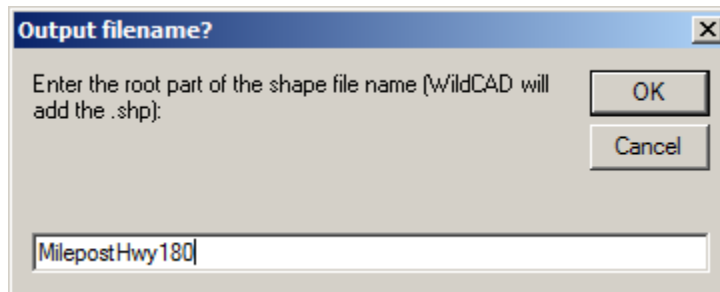 Output filename?
Enter the root part of the shape file name (WildCAD will
add the .shp):
OK
Cancel
MilepostHwy180